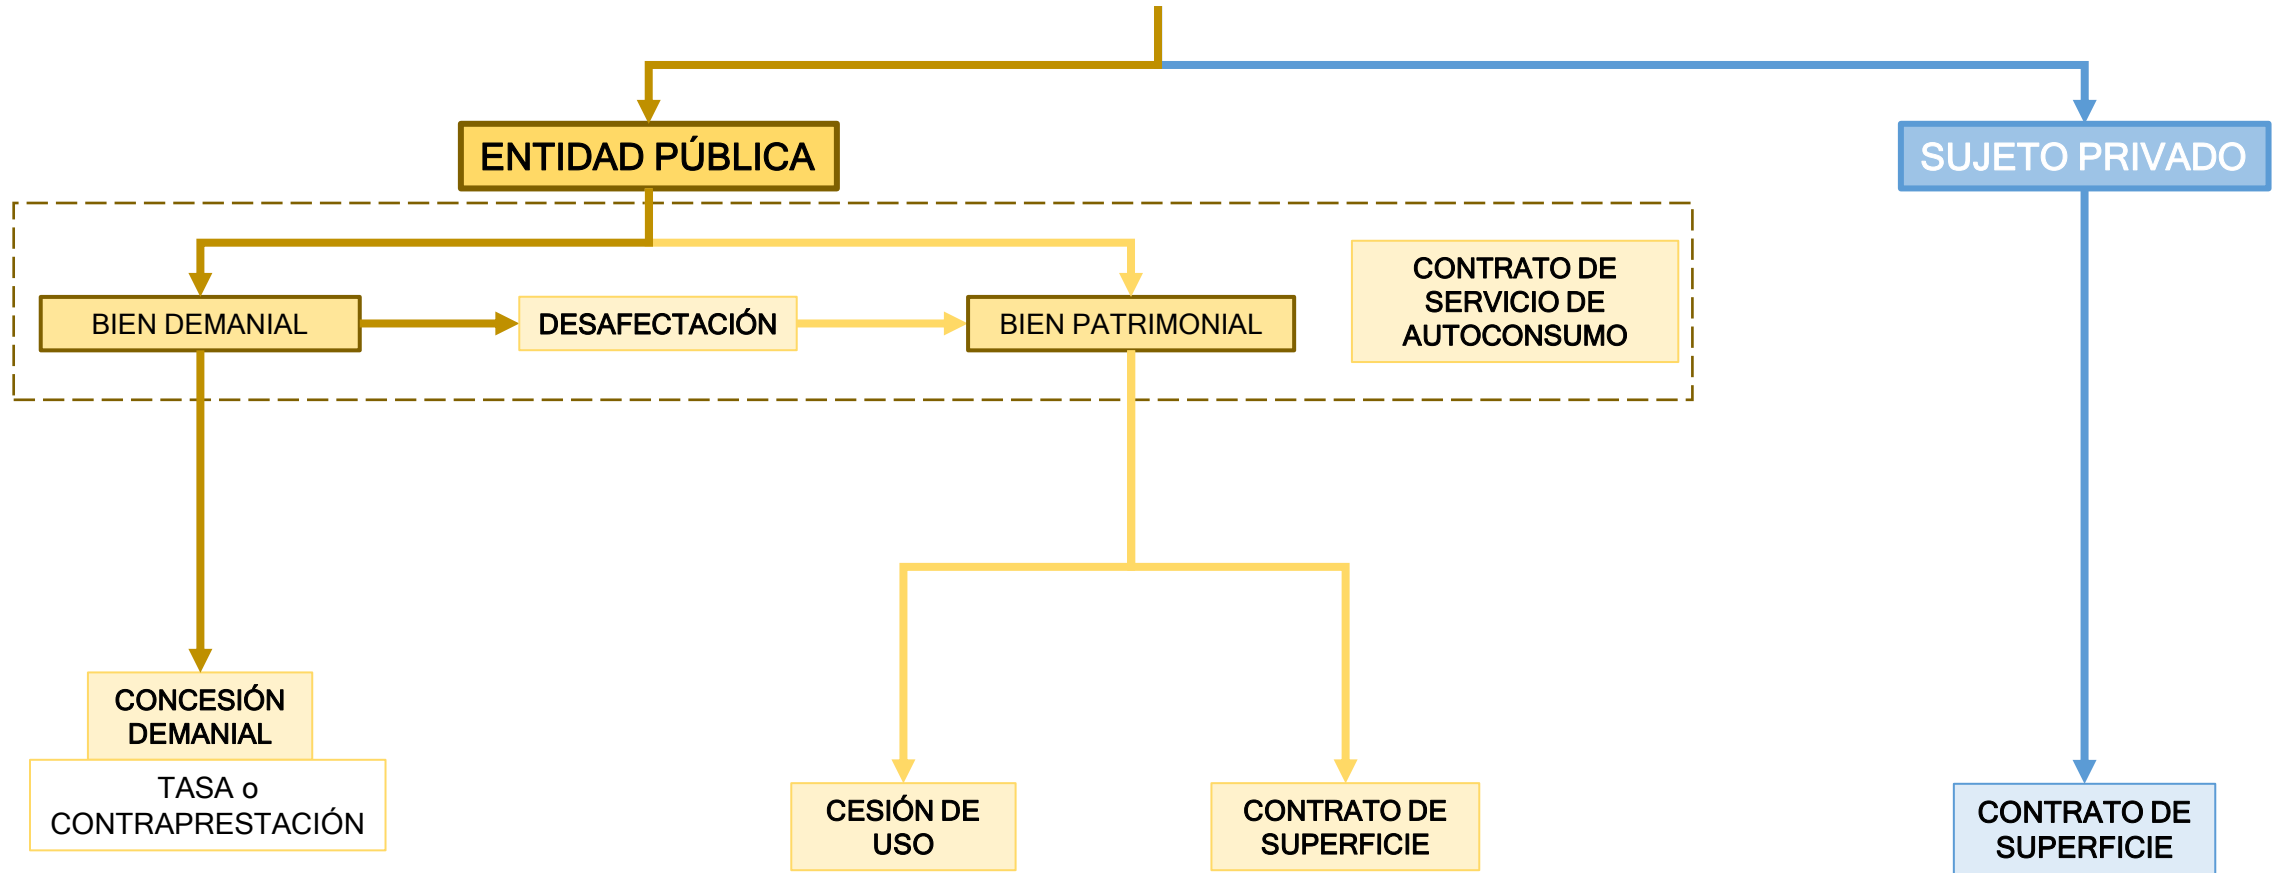 ENTIDAD PÚBLICA
SUJETO PRIVADO
BIEN DEMANIAL
DESAFECTACIÓN
BIEN PATRIMONIAL
CONTRATO DE
SERVICIO DE
AUTOCONSUMO
CONCESIÓN
DEMANIAL
TASA o
CONTRAPRESTACIÓN
CESIÓN DE
USO
CONTRATO DE
SUPERFICIE
CONTRATO DE
SUPERFICIE